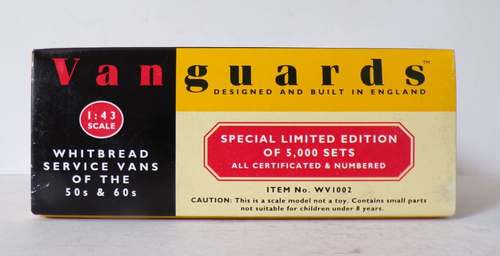 Vanguards™
DESIGNED AND BUILT IN ENGLAND
1:43
SCALE
WHITBREAD
SERVICE VANS
OF THE
50s & 60s
SPECIAL LIMITED EDITION
OF 5,000 SETS
ALL CERTIFICATED & NUMBERED
ITEM No. WV1002
CAUTION: This is a scale model not a toy. Contains small parts
not suitable for children under 8 years.